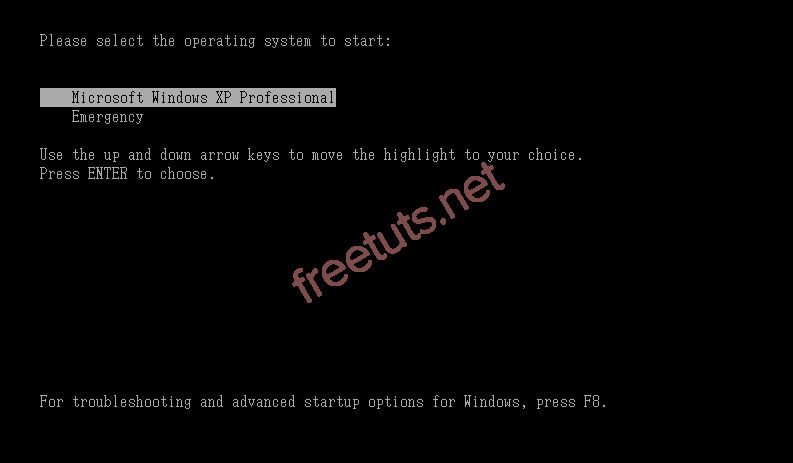 Please select the operating system to start:
Microsoft Windows XP Professional
Emergency
Use the up and down arrow keys to move the highlight to your choice.
Press ENTER to choose.
freetuts.net
For troubleshooting and advanced startup options for Windows, press F8.